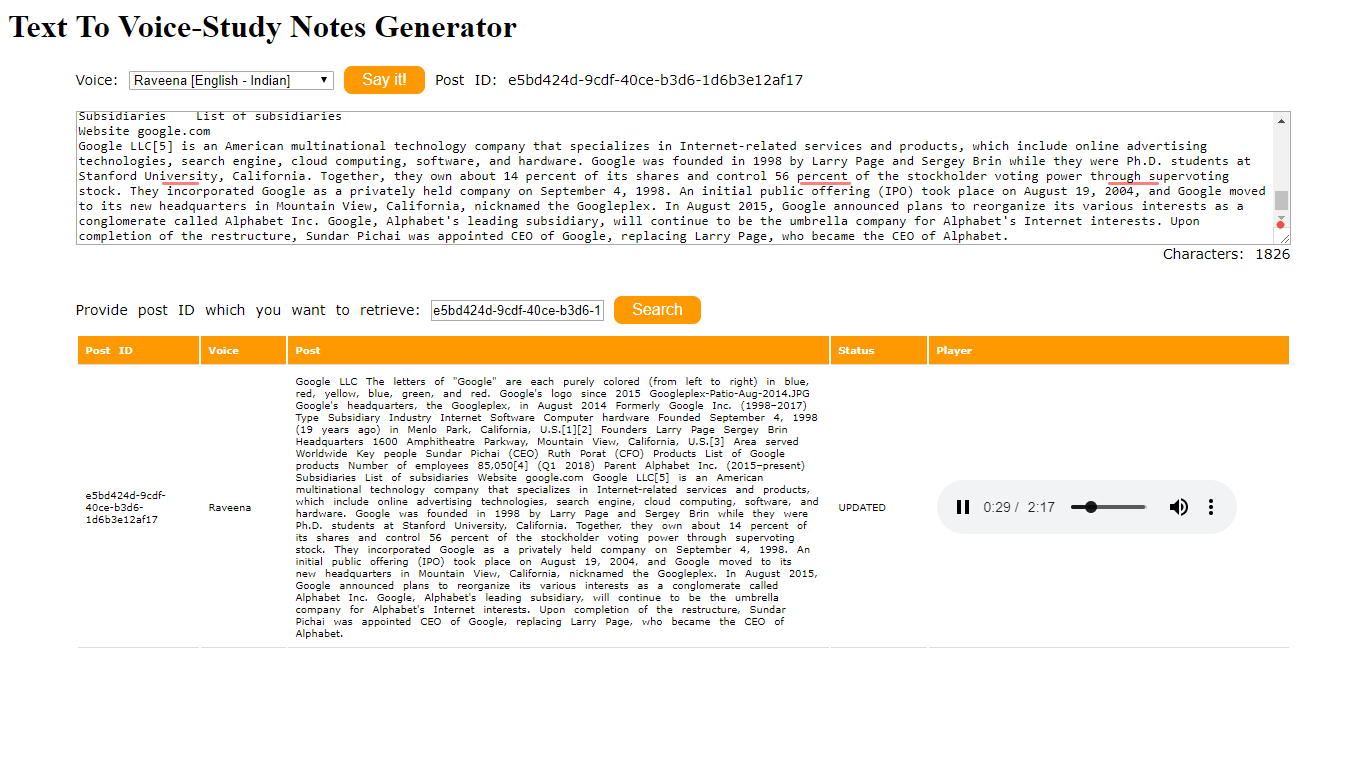 Text To Voice-Study Notes Generator
Voice: Raveena [English - Indian] Say it! Post ID: e5bd424d-9cdf-40ce-b3d6-1d6b3e12af17
Subsidiaries List of subsidiaries
Website google.com
Google LLC[5] is an American multinational technology company that specializes in Internet-related services and products, which include online advertising
technologies, search engine, cloud computing, software, and hardware. Google was founded in 1998 by Larry Page and Sergey Brin while they were Ph.D. students at
Stanford University, California. Together, they own about 14 percent of its shares and control 56 percent of the stockholder voting power through supervoting
stock. They incorporated Google as a privately held company on September 4, 1998. An initial public offering (IPO) took place on August 19, 2004, and Google moved
to its new headquarters in Mountain View, California, nicknamed the Googleplex. In August 2015, Google announced plans to reorganize its various interests as a
conglomerate called Alphabet Inc. Google, Alphabet's leading subsidiary, will continue to be the umbrella company for Alphabet's Internet interests. Upon
completion of the restructure, Sundar Pichai was appointed CEO of Google, replacing Larry Page, who became the CEO of Alphabet.
Characters: 1826
Provide post ID which you want to retrieve: e5bd424d-9cdf-40ce-b3d6-1 Search
Post ID Voice Post Status Player
Google LLC The letters of "Google" are each purely colored (from left to right) in blue,
red, yellow, blue, green, and red. Google's logo since 2015 Googleplex-Patio-Aug-2014.JPG
Google's headquarters, the Googleplex, in August 2014 Formerly Google Inc. (1998–2017)
Type Subsidiary Industry Internet Software Computer hardware Founded September 4, 1998
(19 years ago) in Menlo Park, California, U.S.[1][2] Founders Larry Page Sergey Brin
Headquarters 1600 Amphitheatre Parkway, Mountain View, California, U.S.[3] Area served
Worldwide Key people Sundar Pichai (CEO) Ruth Porat (CFO) Products List of Google
products Number of employees 85,050[4] (Q1 2018) Parent Alphabet Inc. (2015–present)
Subsidiaries List of subsidiaries Website google.com Google LLC[5] is an American
multinational technology company that specializes in Internet-related services and products,
which include online advertising technologies, search engine, cloud computing, software, and
hardware. Google was founded in 1998 by Larry Page and Sergey Brin while they were
Ph.D. students at Stanford University, California. Together, they own about 14 percent of
its shares and control 56 percent of the stockholder voting power through supervoting
stock. They incorporated Google as a privately held company on September 4, 1998. An
initial public offering (IPO) took place on August 19, 2004, and Google moved to its
new headquarters in Mountain View, California, nicknamed the Googleplex. In August 2015,
Google announced plans to reorganize its various interests as a conglomerate called
Alphabet Inc. Google, Alphabet's leading subsidiary, will continue to be the umbrella
company for Alphabet's Internet interests. Upon completion of the restructure, Sundar
Pichai was appointed CEO of Google, replacing Larry Page, who became the CEO of
Alphabet.
e5bd424d-9cdf-
40ce-b3d6-
1d6b3e12af17
Raveena
UPDATED
0:29 / 2:17